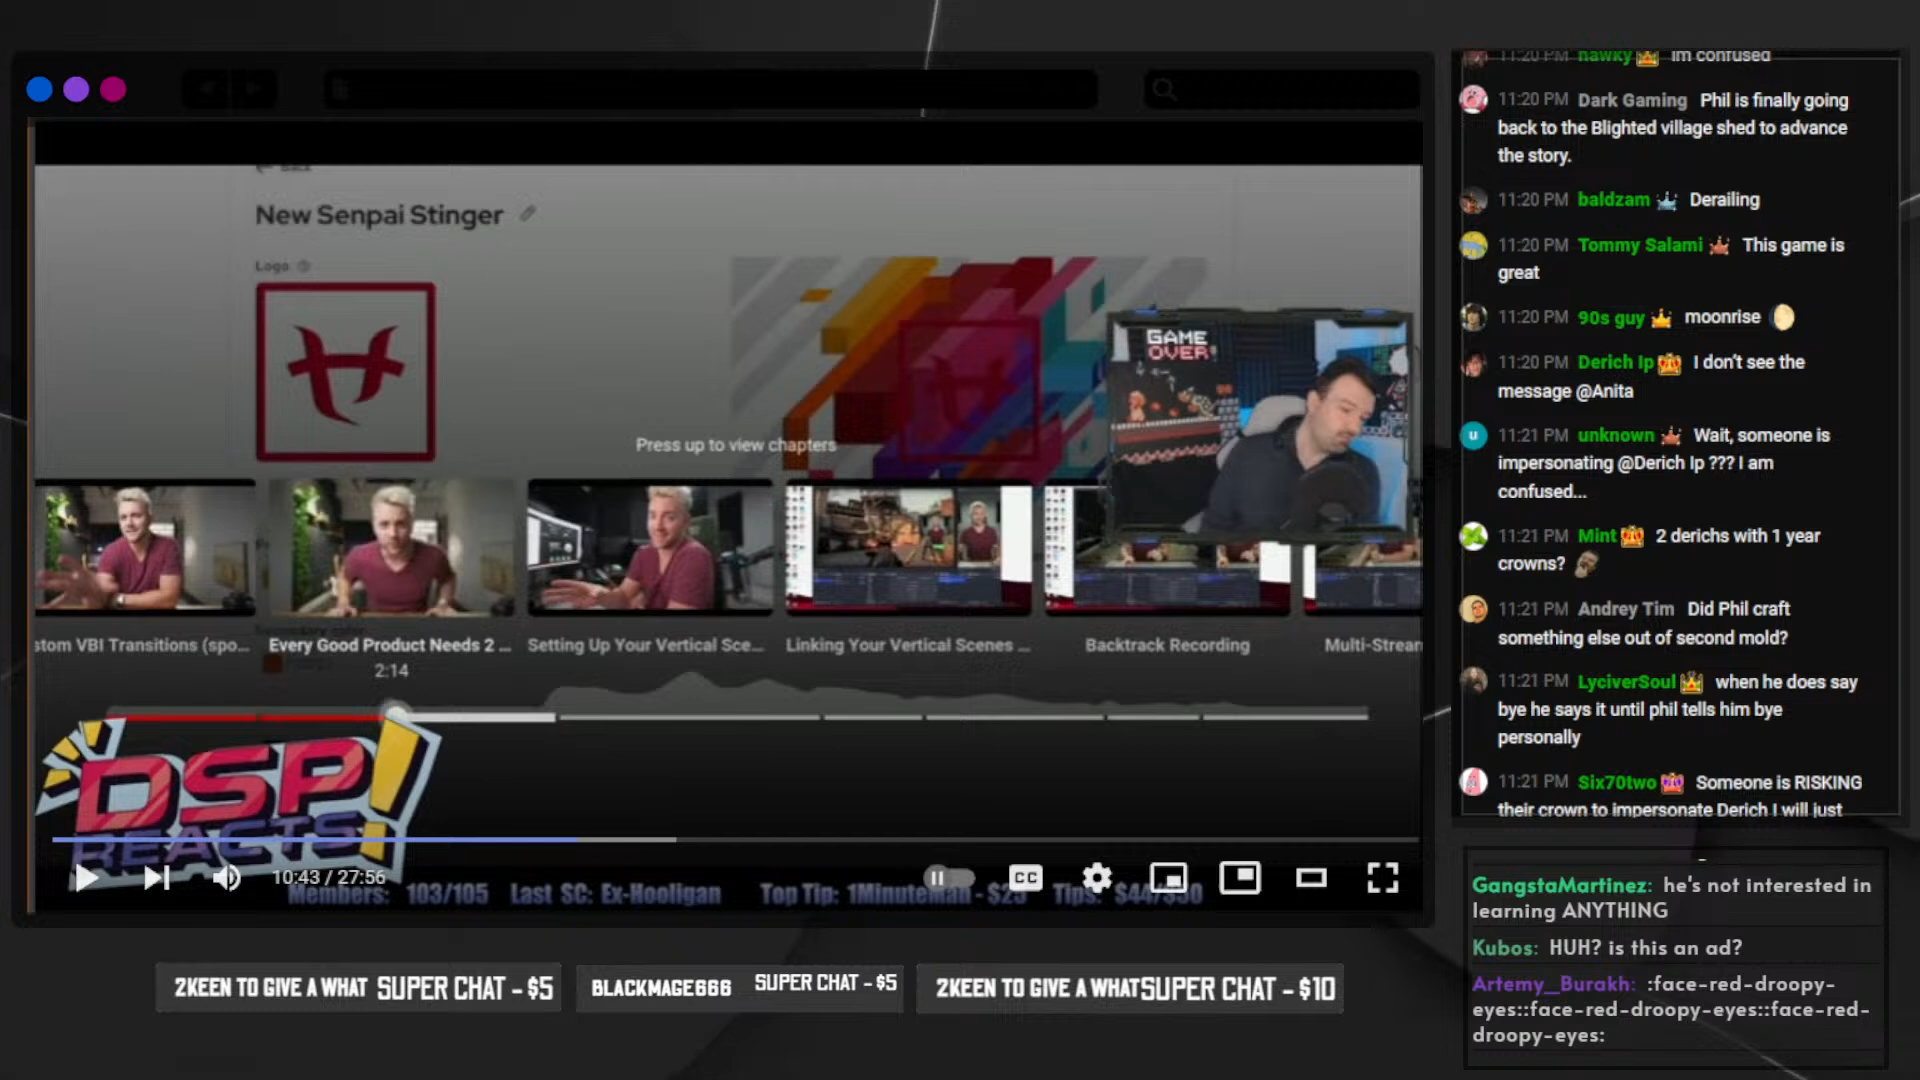 New Senpai Stinger
Logo
GAME
OVER!
Press up to view chapters
stom VBI Transitions (spo...
Every Good Product Needs 2 ...
Setting Up Your Vertical Sce...
Linking Your Vertical Scenes ...
Backtrack Recording
Multi-Stream
2:14
DSP!
REACTS
10:43 / 27:56
CC
Members: 103/105
Last SC: Ex-Hooligan
Top Tip: 1MinuteMan - $25
Tips: $44/$50
2KEEN TO GIVE A WHAT SUPER CHAT - $5
BLACKMAGE666 SUPER CHAT - $5
2KEEN TO GIVE A WHAT SUPER CHAT - $10
11:20 PM hawky im confused
11:20 PM Dark Gaming Phil is finally going
back to the Blighted village shed to advance
the story.
11:20 PM baldzam Derailing
11:20 PM Tommy Salami This game is
great
11:20 PM 90s guy moonrise
11:20 PM Derich Ip I don't see the
message @Anita
u 11:21 PM unknown Wait, someone is
impersonating @Derich Ip ??? I am
confused...
11:21 PM Mint 2 derichs with 1 year
crowns?
11:21 PM Andrey Tim Did Phil craft
something else out of second mold?
11:21 PM LyciverSoul when he does say
bye he says it until phil tells him bye
personally
11:21 PM Six70two Someone is RISKING
their crown to impersonate Derich I will just
GangstaMartinez: he's not interested in
learning ANYTHING
Kubos: HUH? is this an ad?
Artemy_Burakh: :face-red-droopy-
eyes::face-red-droopy-eyes::face-red-
droopy-eyes: